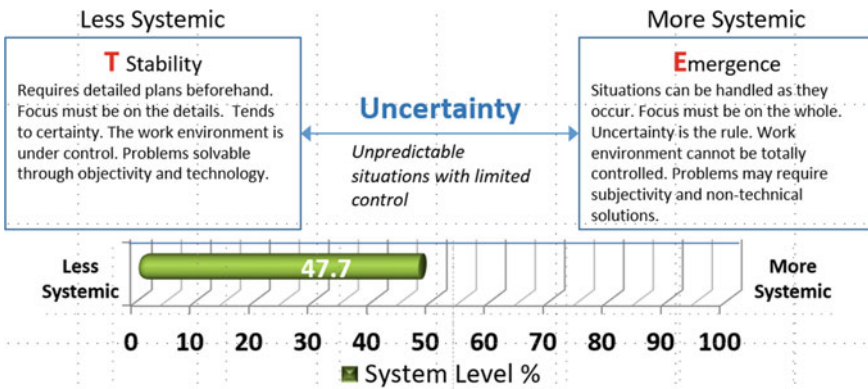 Less Systemic
More Systemic
T Stability
Requires detailed plans beforehand.
Focus must be on the details. Tends
to certainty. The work environment is
under control. Problems solvable
through objectivity and technology.
Uncertainty
Unpredictable
situations with limited
control
Emergence
Situations can be handled as they
occur. Focus must be on the whole.
Uncertainty is the rule. Work
environment cannot be totally
controlled. Problems may require
subjectivity and non-technical
solutions.
Less
Systemic
47.7
More
Systemic
0 10 20 30 40 50 60 70 80 90 100
System Level %